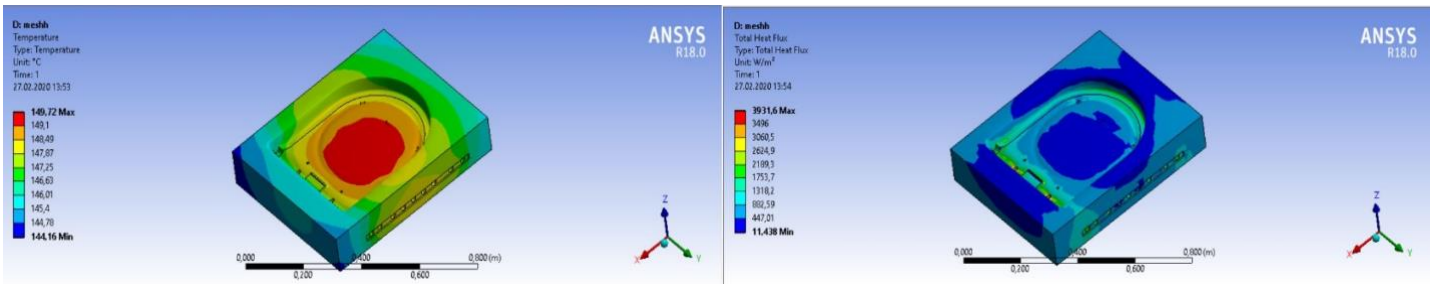 D: meshh
Temperature
Type: Temperature
Unit: °C
Time: 1
27.02.2020 13:53
149,72 Max
149,1
148,49
147,87
147,25
146,63
146,01
145,4
144,78
144,16 Min
ANSYS
R18.0
0,000
0,400
0,800 (m)
0,200
0,600
Z
X
Y
D: meshh
Total Heat Flux
Type: Total Heat Flux
Unit: W/m²
Time: 1
27.02.2020 13:54
3931,6 Max
3496
3060,5
2624,9
2189,3
1753,7
1318,2
882,59
447,01
11,438 Min
ANSYS
R18.0
0,000
0,400
0,800 (m)
0,200
0,600
Z
X
Y